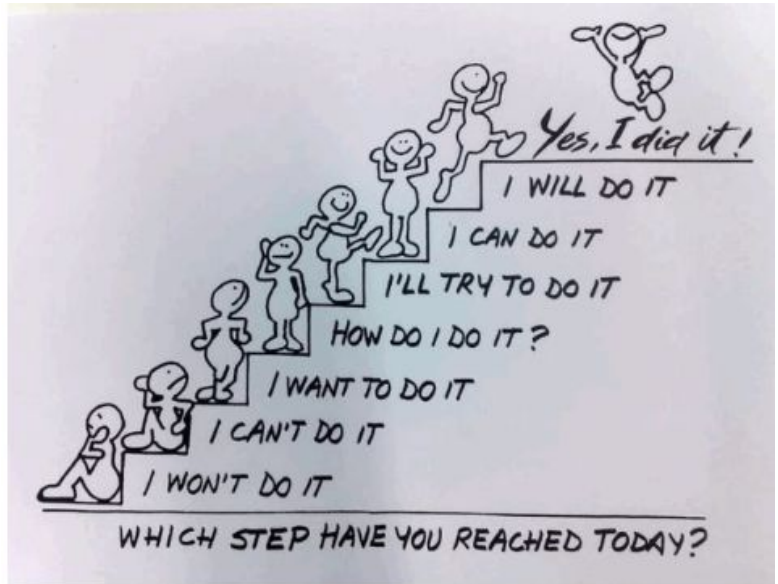 Yes, I did it!
I WILL DO IT
I CAN DO IT
I'LL TRY TO DO IT
HOW DO I DO IT?
I WANT TO DO IT
I CAN'T DO IT
I WON'T DO IT
WHICH STEP HAVE YOU REACHED TODAY?